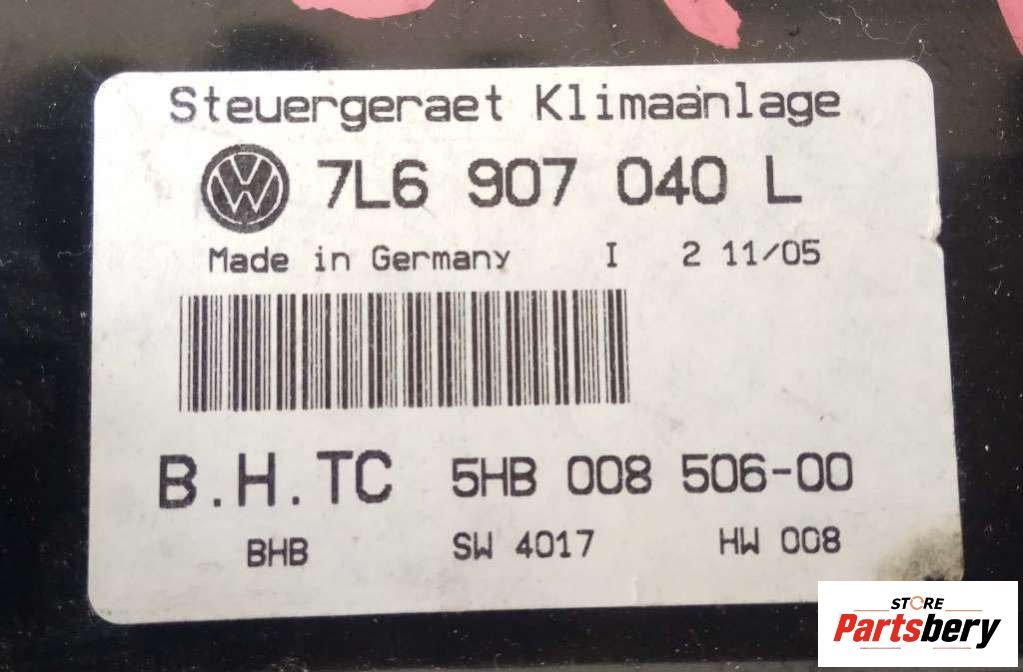 Steuergeraet Klimaanlage
7L6 907 040 L
Made in Germany I 2 11/05
B.H.TC 5HB 008 506-00
BHB SW 4017 HW 008
STORE
Partsbery